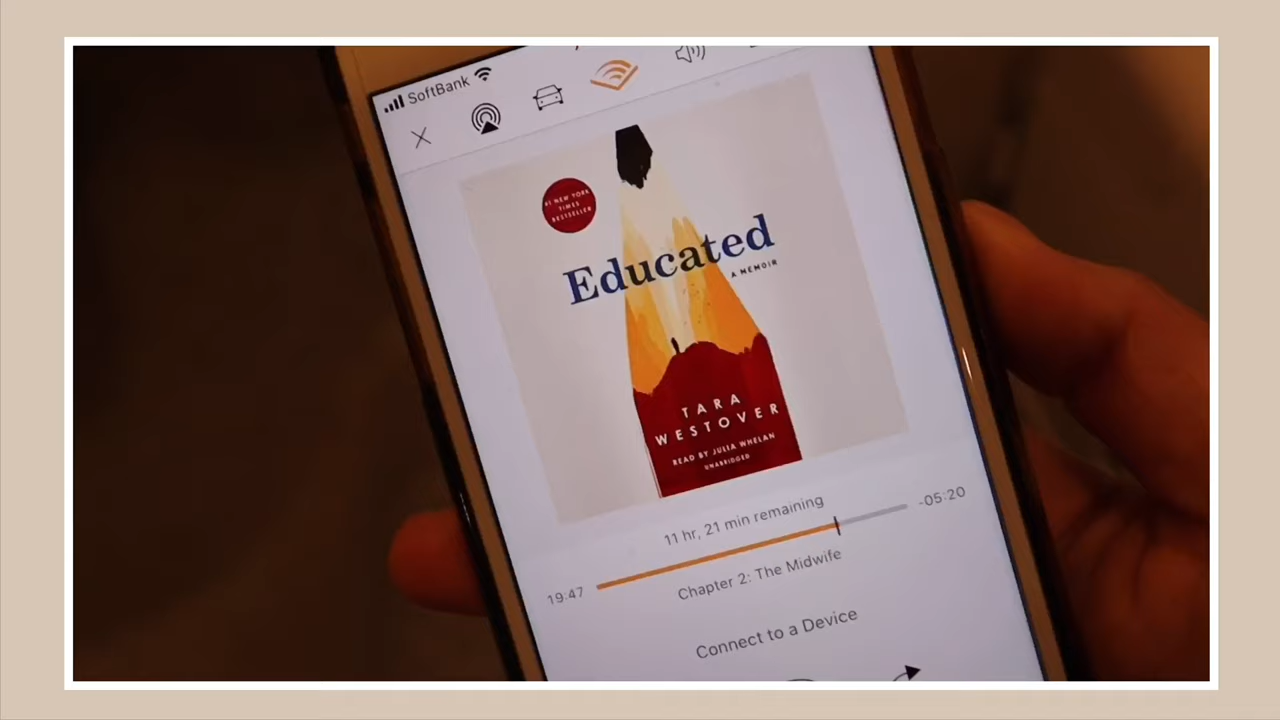 SoftBank
#1 NEW YORK
TIMES
BESTSELLER
Educated
A MEMOIR
TARA
WESTOVER
READ BY JULIA WHELAN
UNABRIDGED
11 hr, 21 min remaining
19:47
-05:20
Chapter 2: The Midwife
Connect to a Device